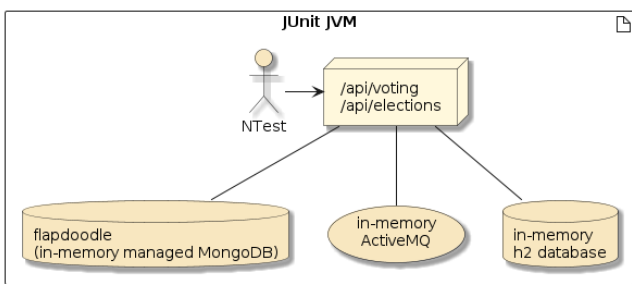 JUnit JVM
/api/voting
/api/elections
NTest
flapdoodle
(in-memory managed MongoDB)
in-memory
ActiveMQ
in-memory
h2 database